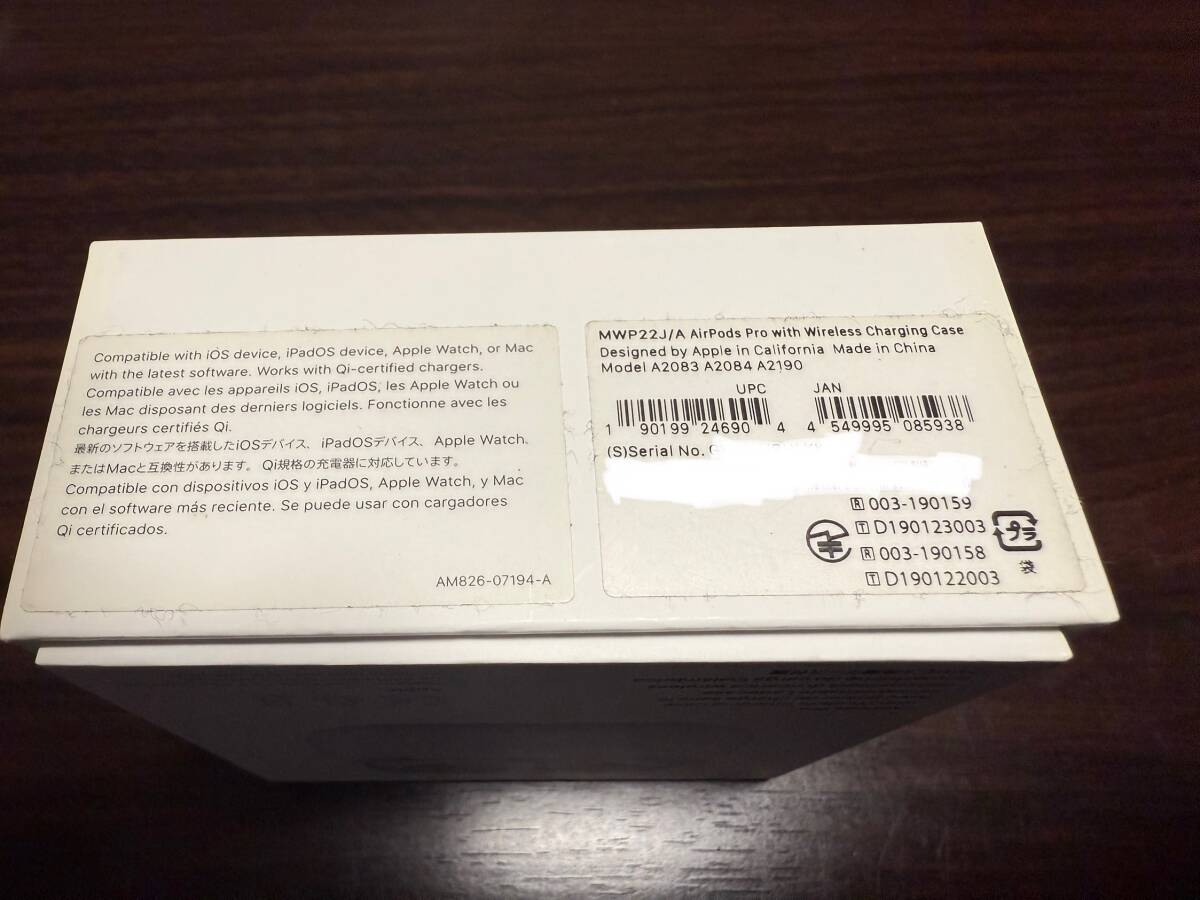 Compatible with iOS device, iPadOS device, Apple Watch, or Mac
with the latest software. Works with Qi-certified chargers.
Compatible avec les appareils iOS, iPadOS, les Apple Watch ou
les Mac disposant des derniers logiciels. Fonctionne avec les
chargeurs certifiés Qi.
最新のソフトウェアを搭載したiOSデバイス、iPadOSデバイス、Apple Watch、
またはMacと互換性があります。Qi規格の充電器に対応しています。
Compatible con dispositivos iOS y iPadOS, Apple Watch, y Mac
con el software más reciente. Se puede usar con cargadores
Qi certificados.
AM826-07194-A
MWP22J/A AirPods Pro with Wireless Charging Case
Designed by Apple in California Made in China
Model A2083 A2084 A2190
UPC JAN
1 90199 24690 4 4 549995 085938
(S)Serial No.
R 003-190159
T D190123003
R 003-190158
T D190122003
プラ
袋